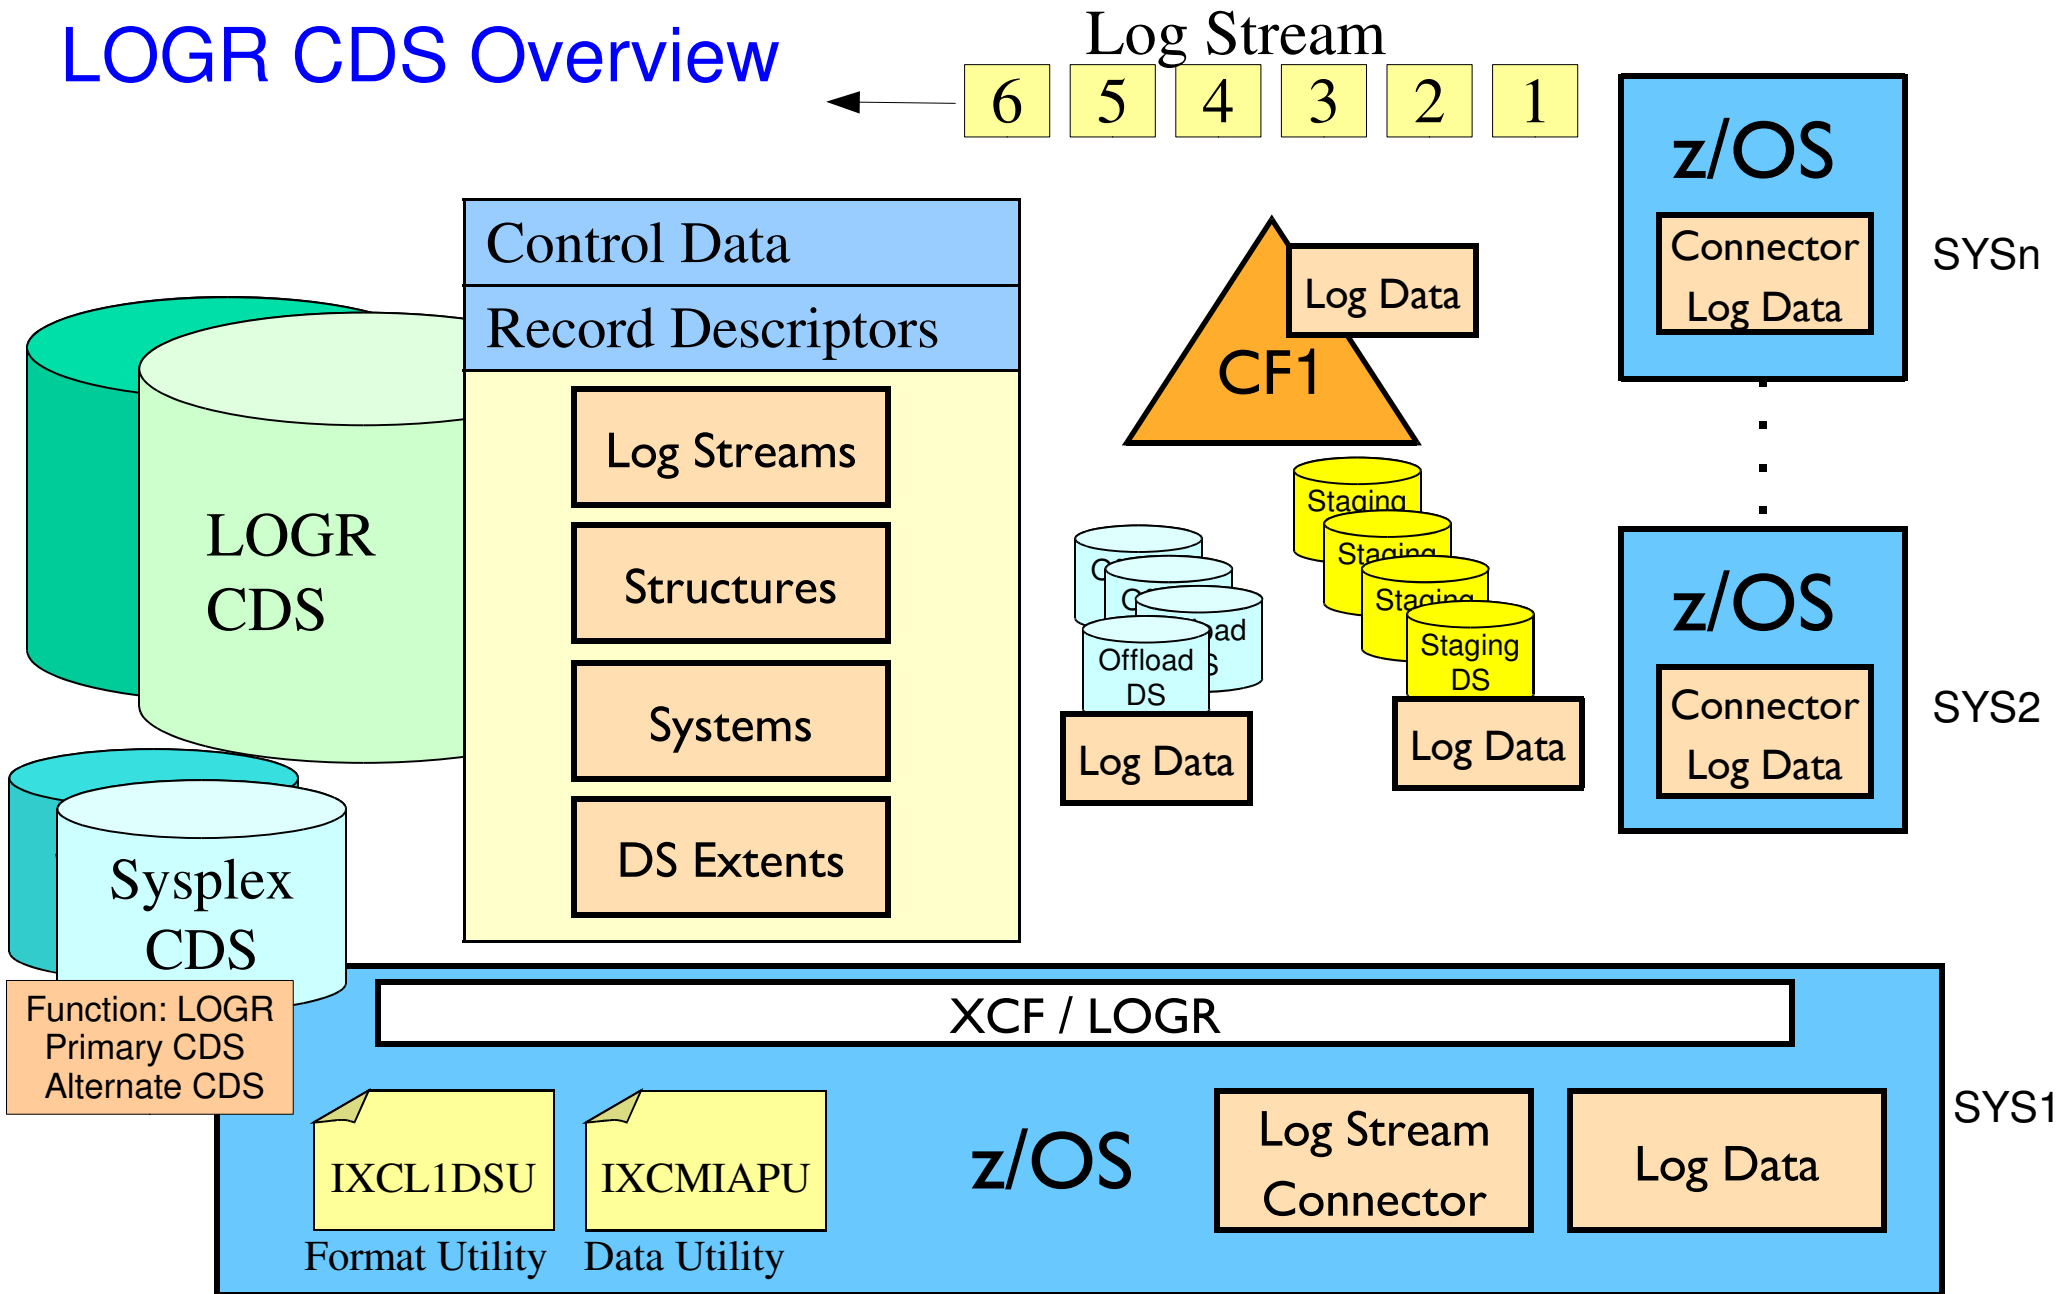 LOGR CDS Overview
Log Stream
6 5 4 3 2 1
z/OS
Connector
Log Data
SYSn
Control Data
Record Descriptors
Log Streams
Structures
Systems
DS Extents
LOGR
CDS
Log Data
CF1
Staging
Staging
Staging
Staging
DS
Log Data
Offload
DS
Log Data
z/OS
Connector
Log Data
SYS2
Sysplex
CDS
Function: LOGR
Primary CDS
Alternate CDS
XCF / LOGR
IXCL1DSU
Format Utility
IXCMIAPU
Data Utility
z/OS
Log Stream
Connector
Log Data
SYS1